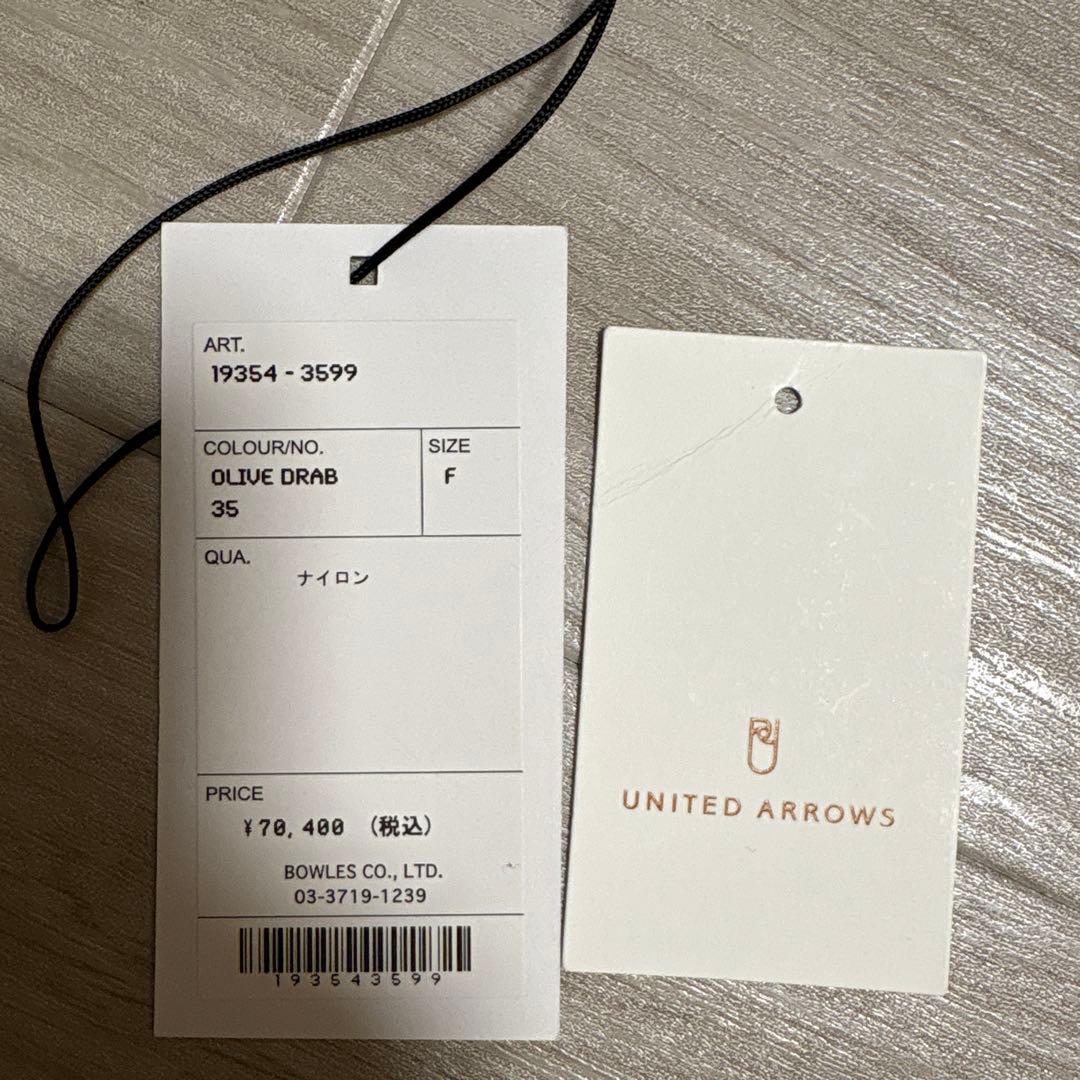 ART.
19354-3599
COLOUR/NO.
OLIVE DRAB
35
SIZE
F
QUA.
ナイロン
PRICE
¥70,400 (税込)
BOWLES CO., LTD.
03-3719-1239
193543599
UNITED ARROWS